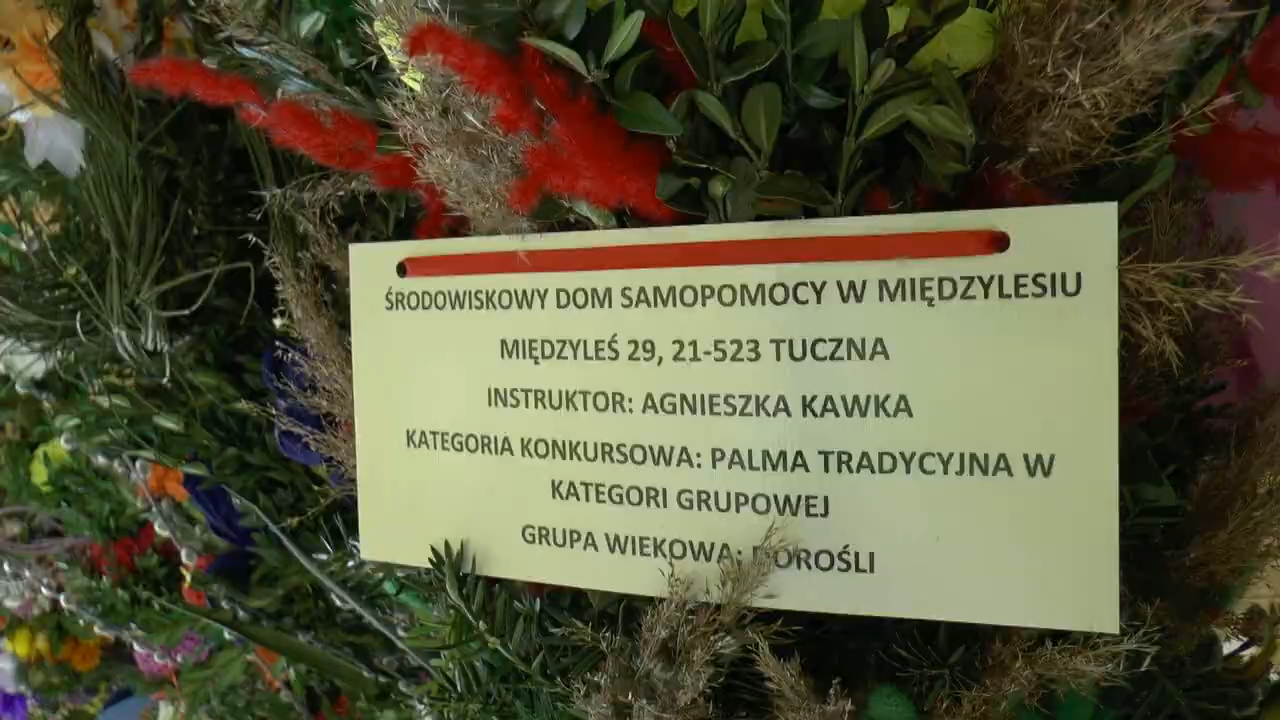 ŚRODOWISKOWY DOM SAMOPOMOCY W MIĘDZYLESIU
MIĘDZYLEŚ 29, 21-523 TUCZNA
INSTRUKTOR: AGNIESZKA KAWKA
KATEGORIA KONKURSOWA: PALMA TRADYCYJNA W
KATEGORI GRUPOWEJ
GRUPA WIEKOWA: DOROŚLI